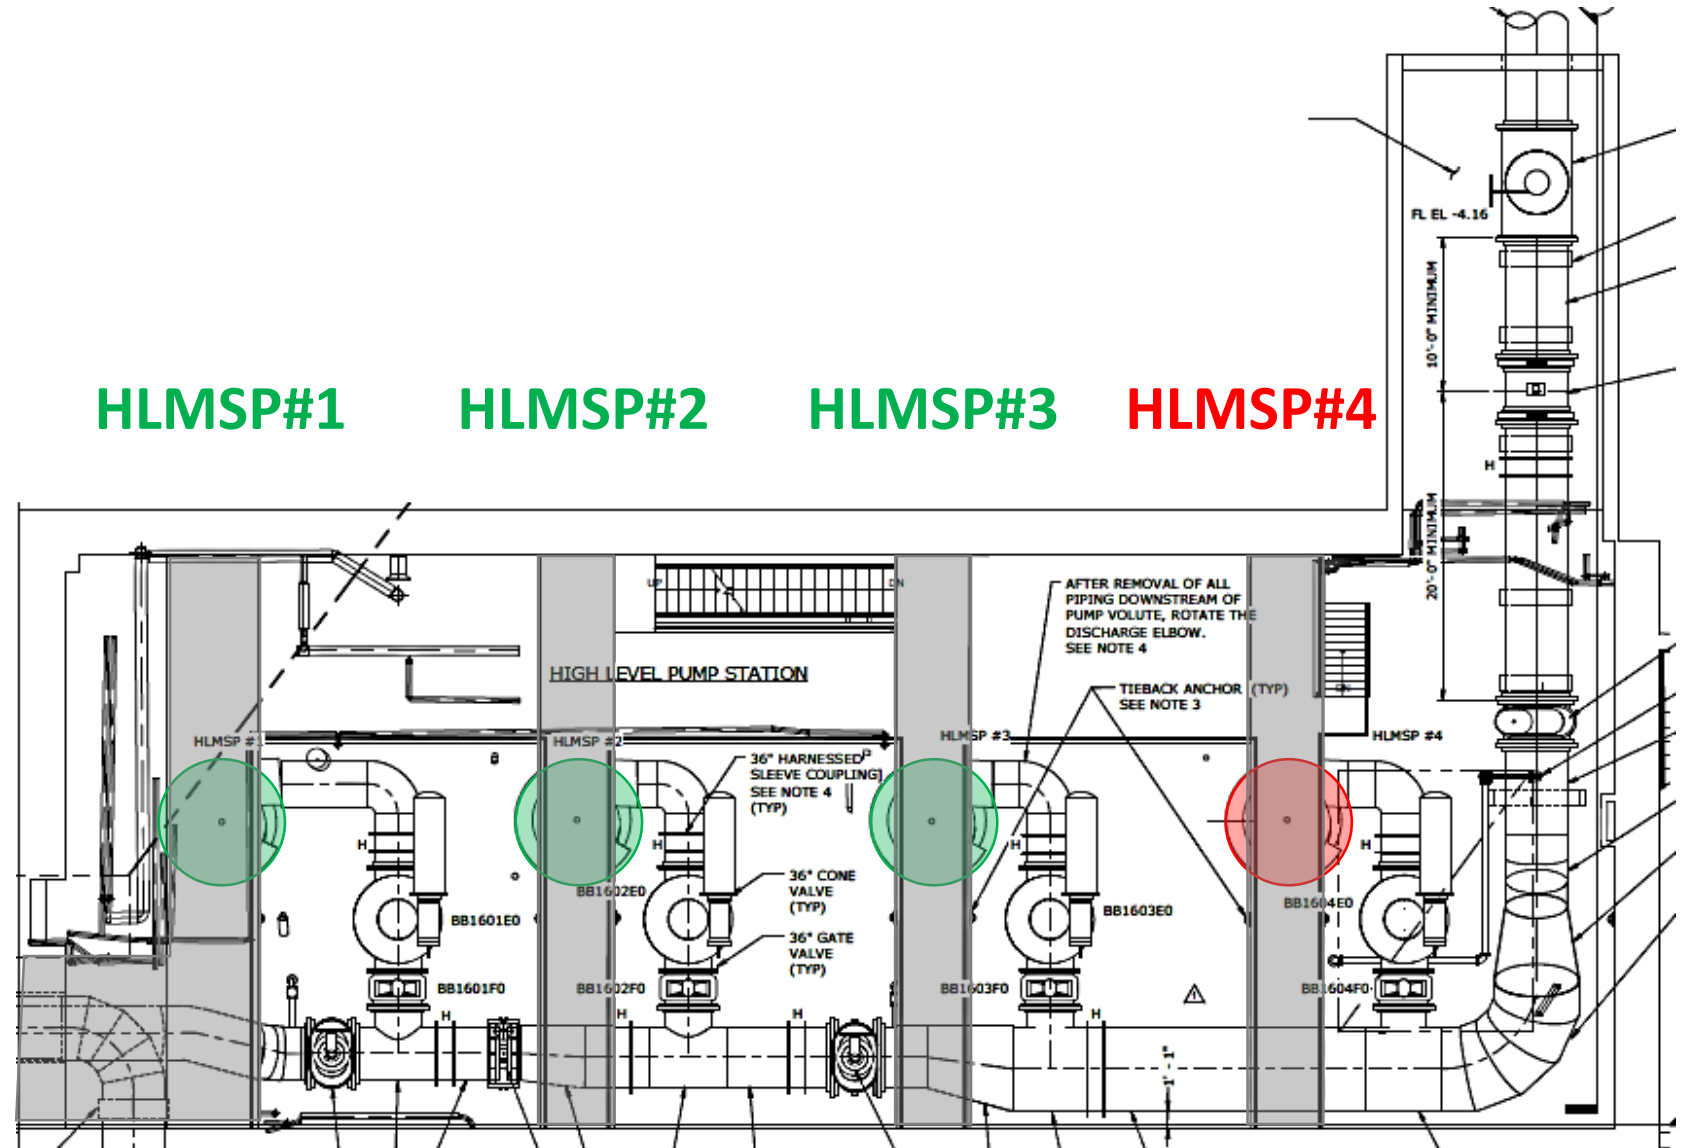 FL EL -4.16
10'-0" MINIMUM
HLMSP#1
HLMSP#2
HLMSP#3
HLMSP#4
H
20'-0" MINIMUM
UP
DN
AFTER REMOVAL OF ALL
PIPING DOWNSTREAM OF
PUMP VOLUTE, ROTATE THE
DISCHARGE ELBOW.
SEE NOTE 4
HIGH LEVEL PUMP STATION
TIEBACK ANCHOR (TYP)
SEE NOTE 3
DN
HLMSP #1
HLMSP #2
HLMSP #3
HLMSP #4
36" HARNESSED
SLEEVE COUPLING
SEE NOTE 4
(TYP)
H
H
H
H
36" CONE
VALVE
(TYP)
BB1601E0
BB1602E0
BB1603E0
BB1604E0
36" GATE
VALVE
(TYP)
BB1601F0
BB1602F0
BB1603F0
BB1604F0
H
H
H
H
1'-1"